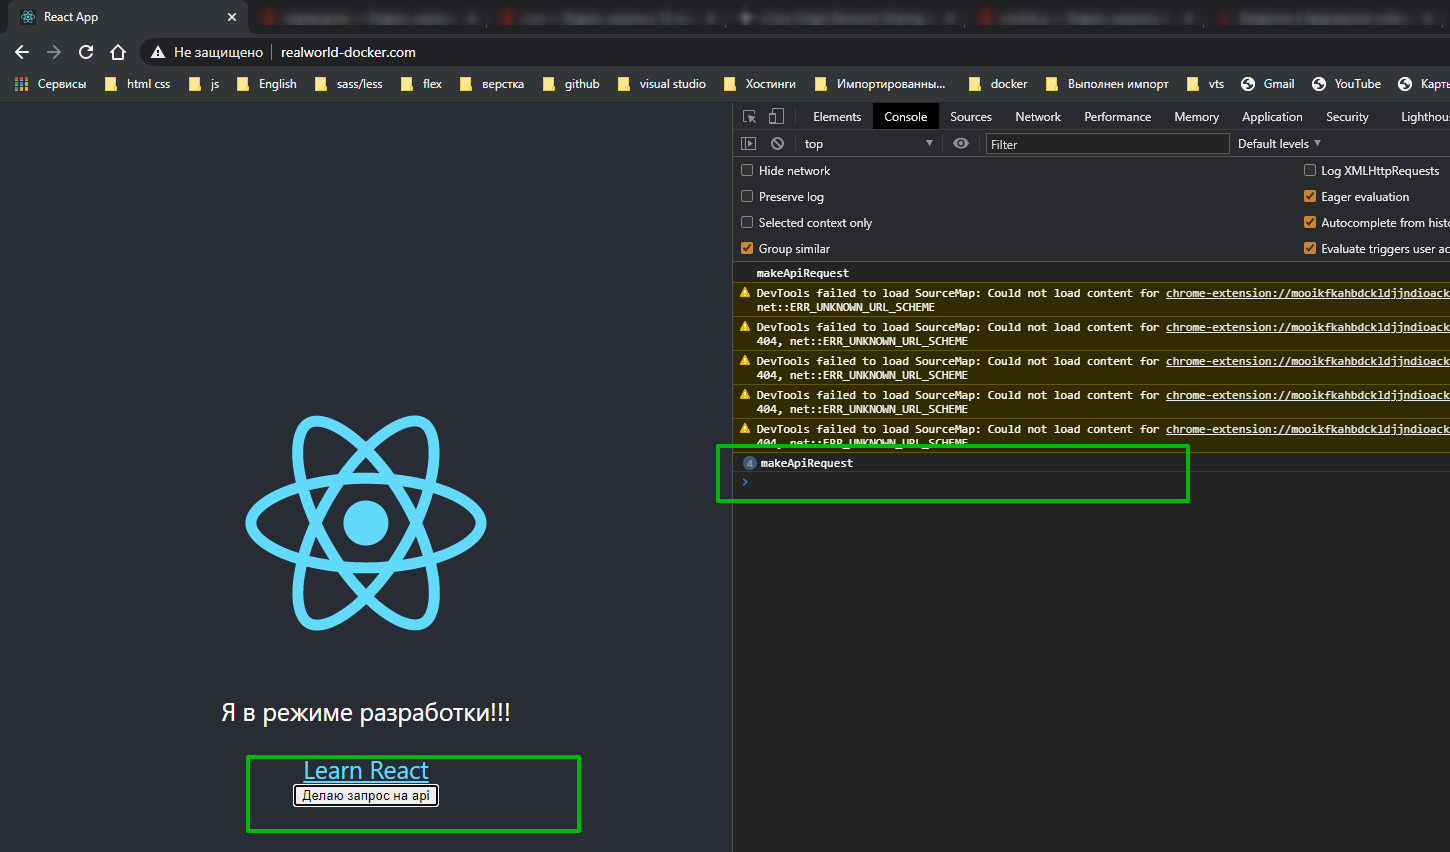 React App
Не защищено
realworld-docker.com
Сервисы html css js English sass/less flex верстка github visual studio Хостинги Импортированны... docker Выполнен импорт vts Gmail YouTube Карты
Elements Console Sources Network Performance Memory Application Security Lighthous
top Filter Default levels
Hide network Log XMLHttpRequests
Preserve log Eager evaluation
Selected context only Autocomplete from histo
Group similar Evaluate triggers user ac
makeApiRequest
DevTools failed to load SourceMap: Could not load content for chrome-extension://mooikfkahbdckldjjndioack
net::ERR_UNKNOWN_URL_SCHEME
DevTools failed to load SourceMap: Could not load content for chrome-extension://mooikfkahbdckldjjndioack
404, net::ERR_UNKNOWN_URL_SCHEME
DevTools failed to load SourceMap: Could not load content for chrome-extension://mooikfkahbdckldjjndioack
404, net::ERR_UNKNOWN_URL_SCHEME
DevTools failed to load SourceMap: Could not load content for chrome-extension://mooikfkahbdckldjjndioack
404, net::ERR_UNKNOWN_URL_SCHEME
DevTools failed to load SourceMap: Could not load content for chrome-extension://mooikfkahbdckldjjndioack
404, net::ERR_UNKNOWN_URL_SCHEME
4 makeApiRequest
Я в режиме разработки!!!
Learn React
Делаю запрос на api